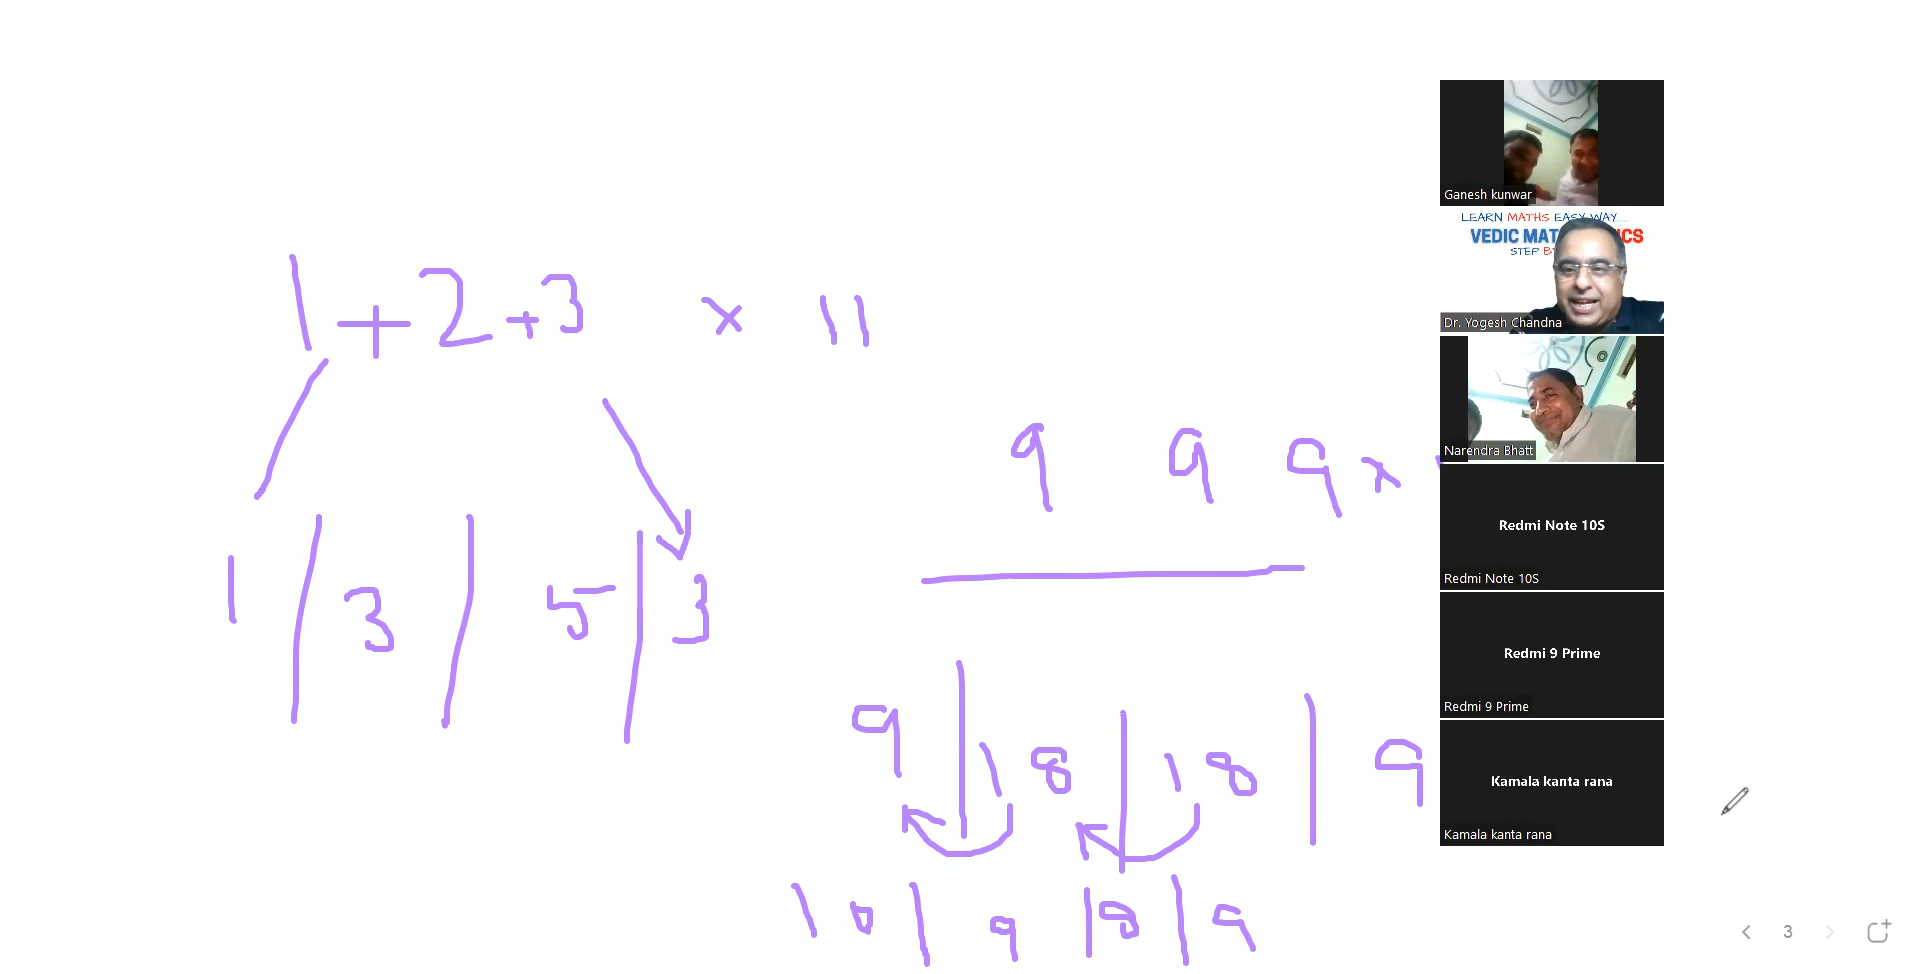 1 + 2 + 3 × 11
1 | 3 | 5 | 3
9 9 9 ×
9 | 18 | 18 | 9
10 | 9 | 8 | 9
Ganesh kunwar
LEARN MATHS EASY WAY....
VEDIC MAT ICS
STEP B
Dr. Yogesh Chandna
Narendra Bhatt
Redmi Note 10S
Redmi Note 10S
Redmi 9 Prime
Redmi 9 Prime
Kamala kanta rana
Kamala kanta rana
< 3 >